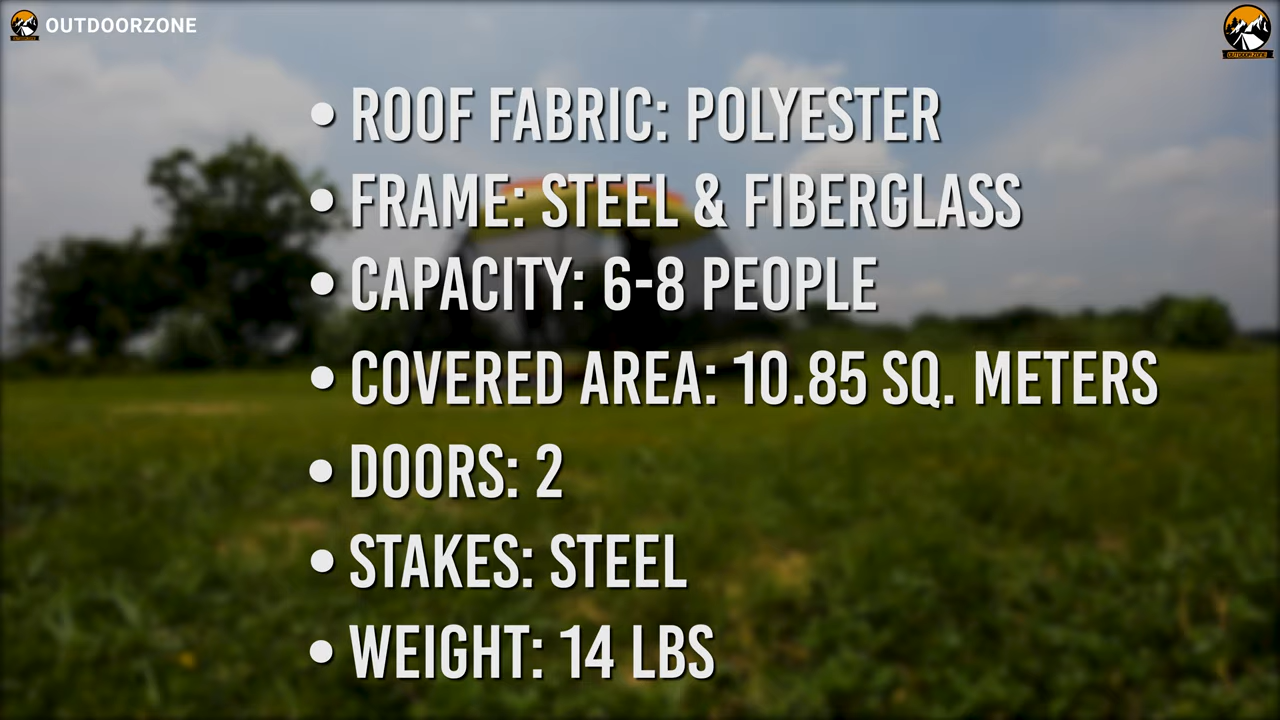 OUTDOORZONE
OUTDOORZONE
• ROOF FABRIC: POLYESTER
• FRAME: STEEL & FIBERGLASS
• CAPACITY: 6-8 PEOPLE
• COVERED AREA: 10.85 SQ. METERS
• DOORS: 2
• STAKES: STEEL
• WEIGHT: 14 LBS